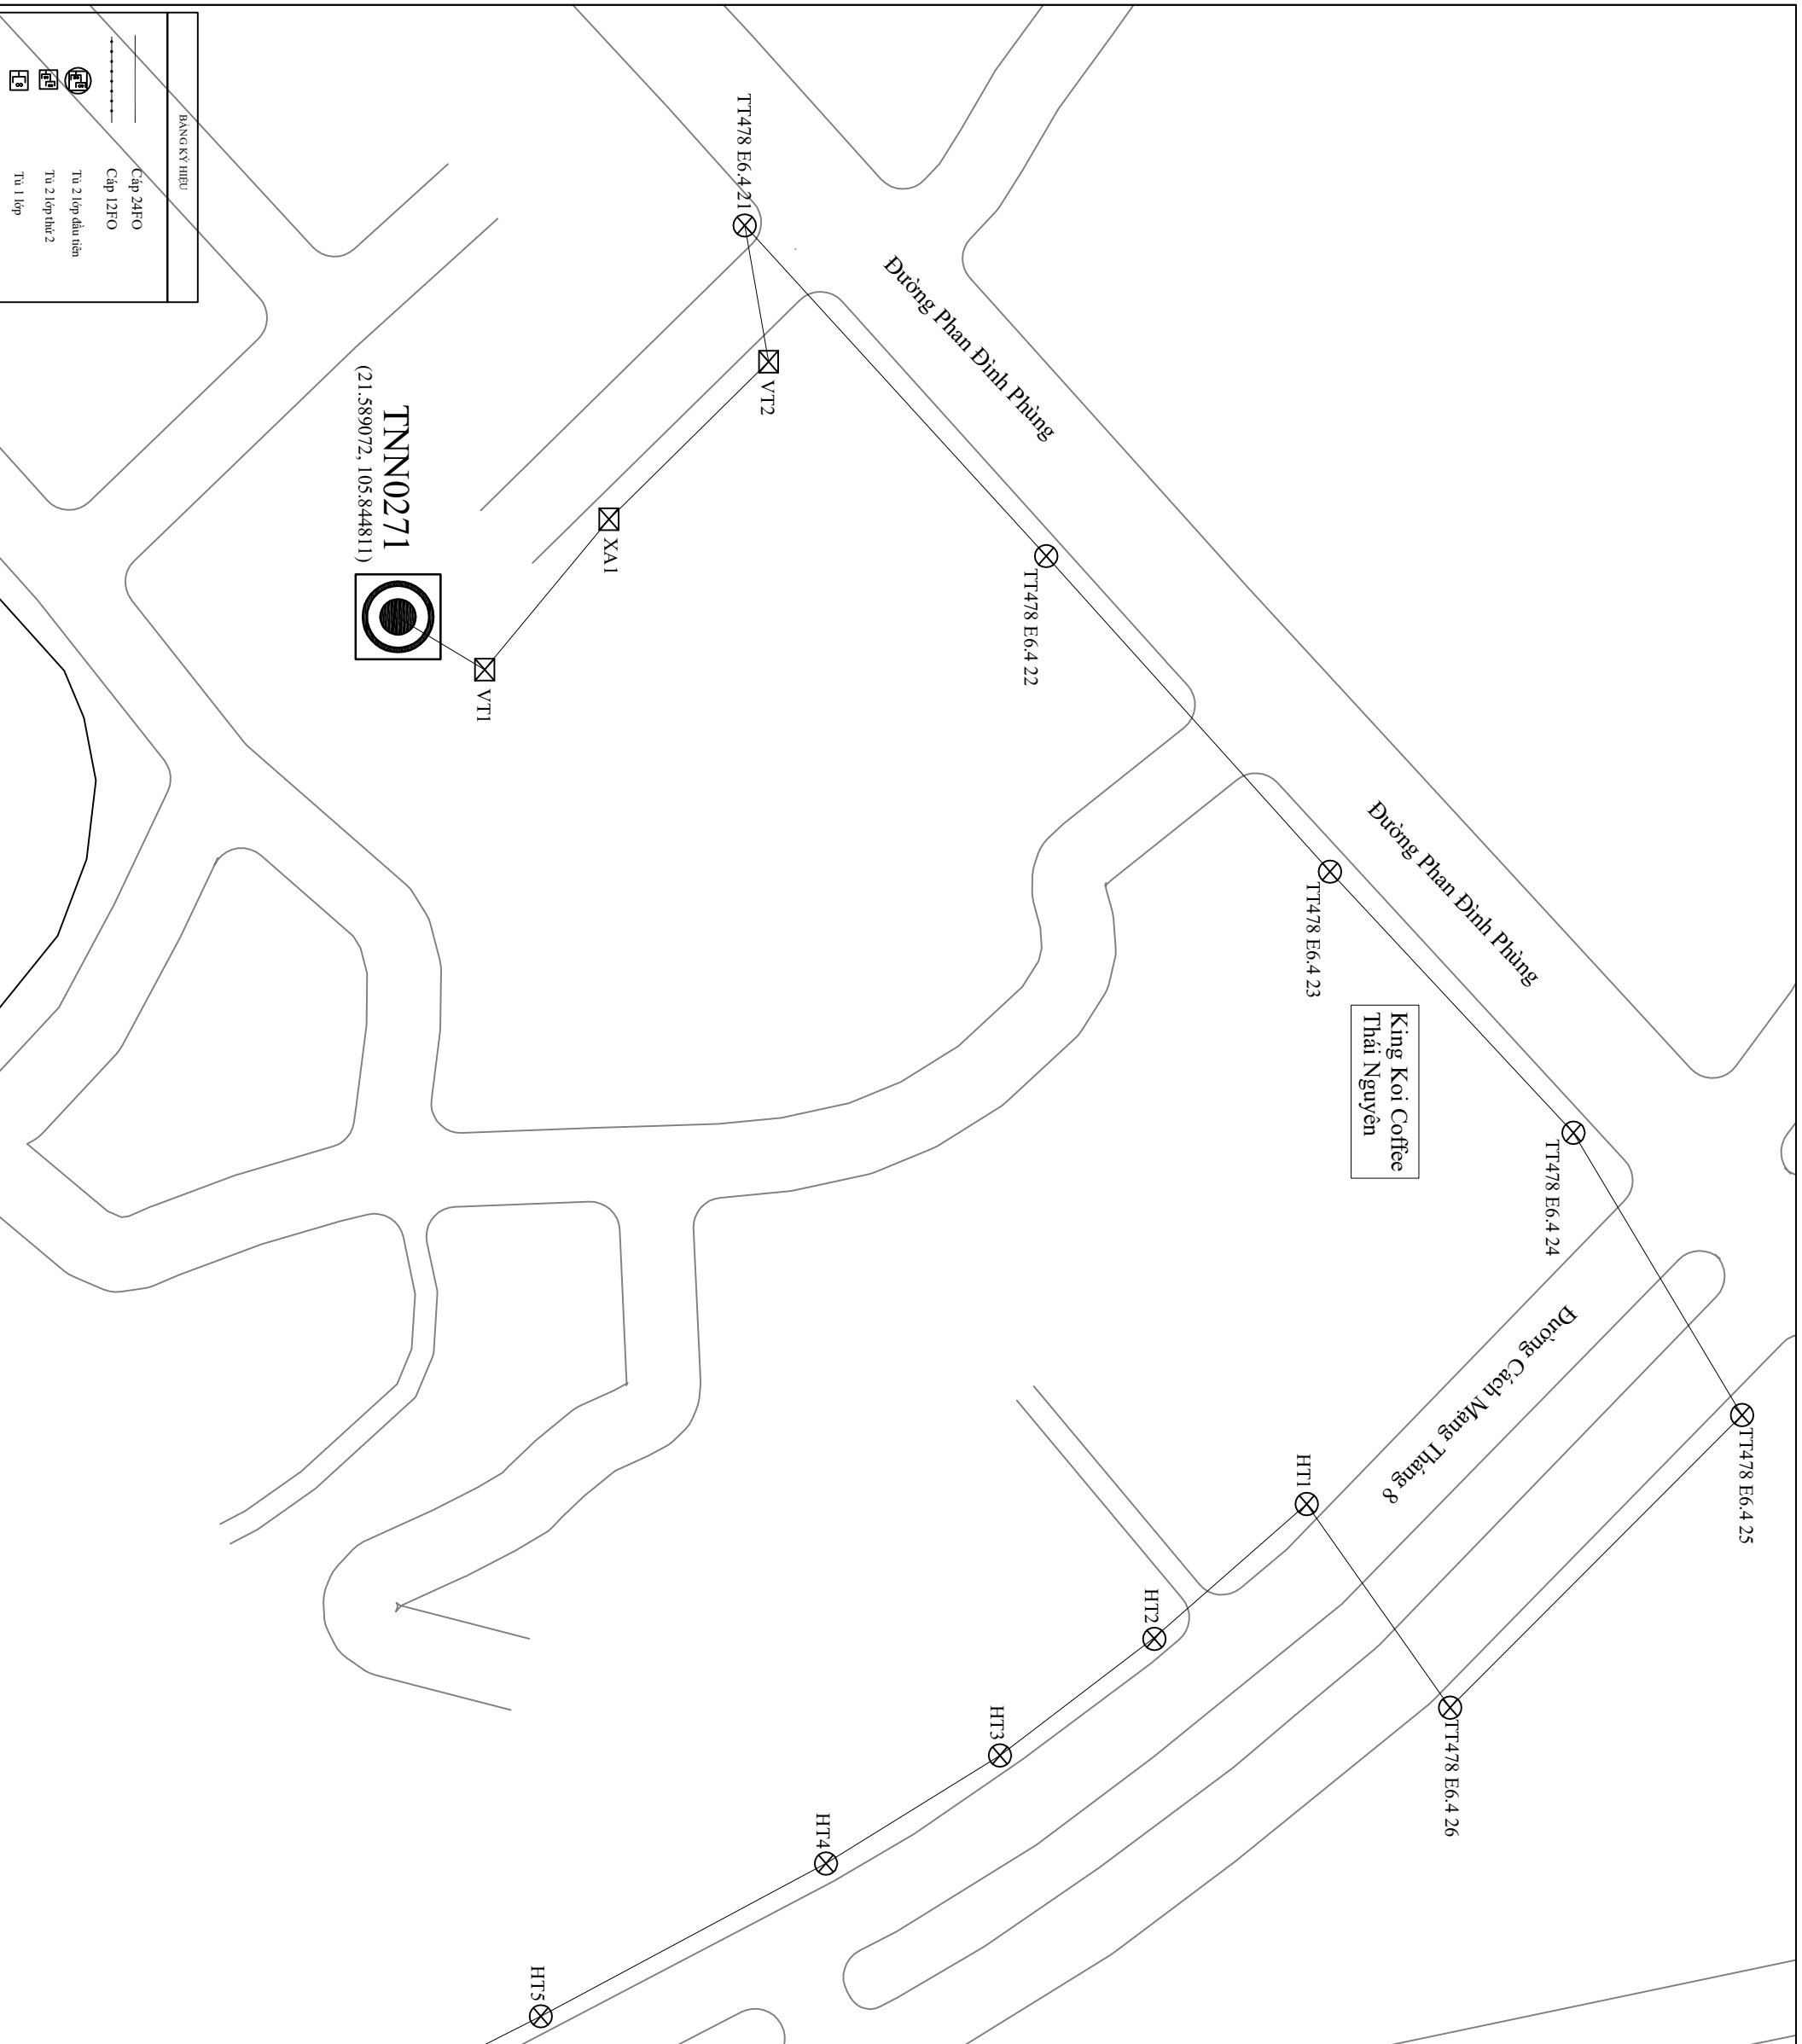 BẢNG KÝ HIỆU
Cáp 24FO
Cáp 12FO
Tủ 2 lớp đầu tiên
Tủ 2 lớp thứ 2
Tủ 1 lớp
TT478 E6.4 21
Đường Phan Đình Phùng
VT2
TNN0271
(21.589072, 105.844811)
XA1
VT1
TT478 E6.4 22
Đường Phan Đình Phùng
TT478 E6.4 23
King Koi Coffee
Thái Nguyên
TT478 E6.4 24
Đường Cách Mạng Tháng 8
TT478 E6.4 25
HT1
TT478 E6.4 26
HT2
HT3
HT4
HT5